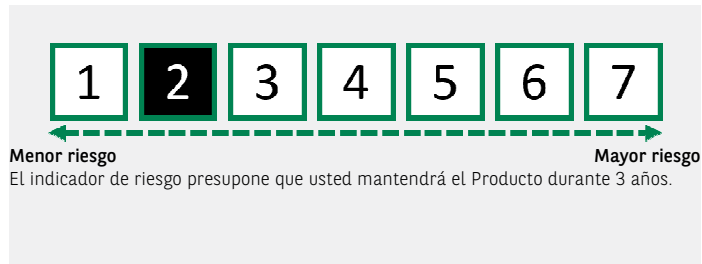 1 2 3 4 5 6 7
Menor riesgo Mayor riesgo
El indicador de riesgo presupone que usted mantendrá el Producto durante 3 años.